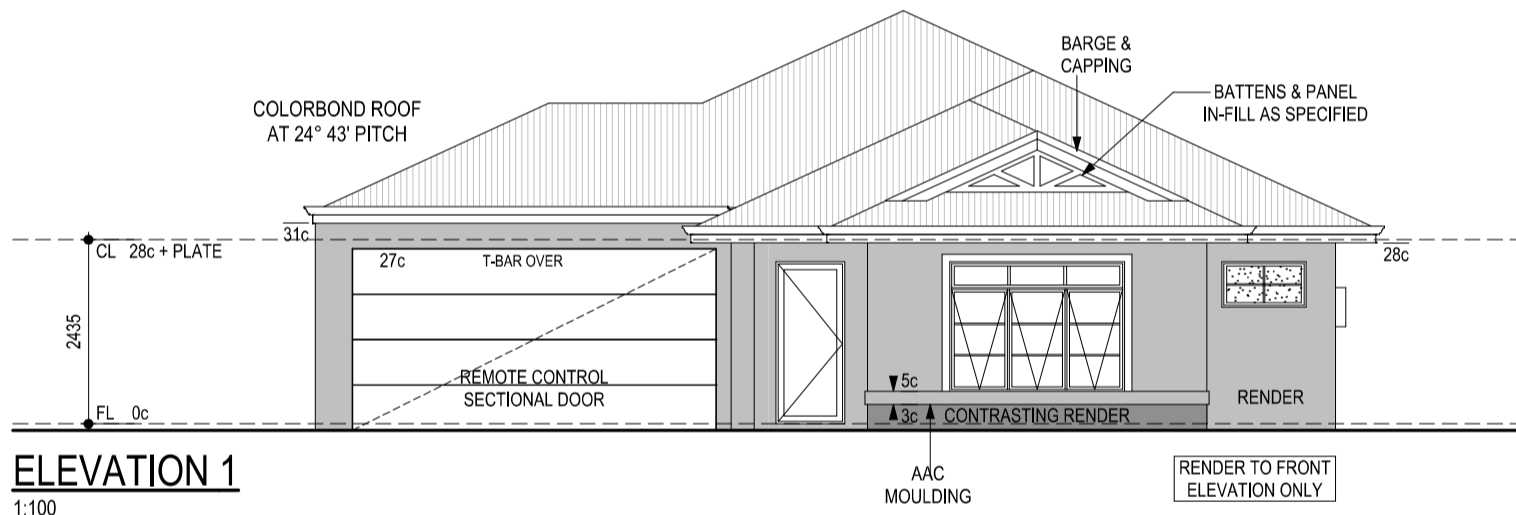 BARGE &
CAPPING
BATTENS & PANEL
IN-FILL AS SPECIFIED
COLORBOND ROOF
AT 24° 43' PITCH
31c
CL 28c + PLATE
27c
T-BAR OVER
28c
2435
REMOTE CONTROL
SECTIONAL DOOR
5c
RENDER
FL 0c
3c
CONTRASTING RENDER
ELEVATION 1
1:100
AAC
MOULDING
RENDER TO FRONT
ELEVATION ONLY